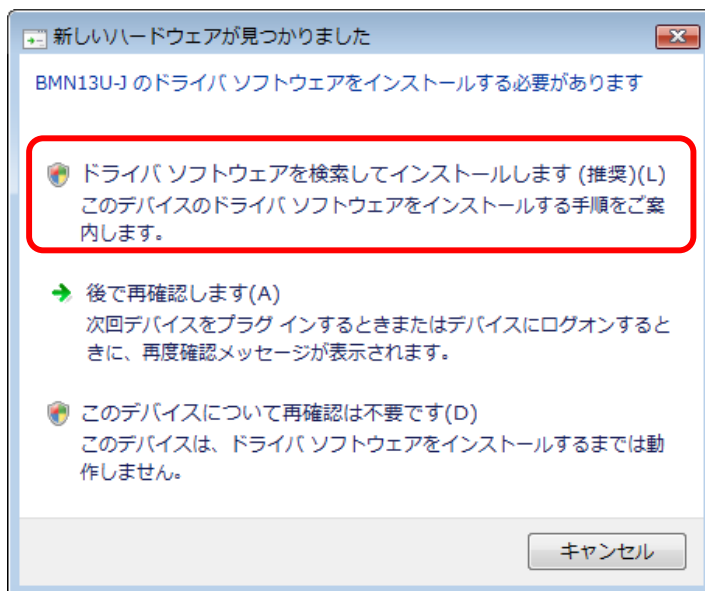 新しいハードウェアが見つかりました
BMN13U-J のドライバ ソフトウェアをインストールする必要があります
ドライバ ソフトウェアを検索してインストールします (推奨)(L)
このデバイスのドライバ ソフトウェアをインストールする手順をご案
内します。
後で再確認します(A)
次回デバイスをプラグ インするときまたはデバイスにログオンすると
きに、再度確認メッセージが表示されます。
このデバイスについて再確認は不要です(D)
このデバイスは、ドライバ ソフトウェアをインストールするまでは動
作しません。
キャンセル